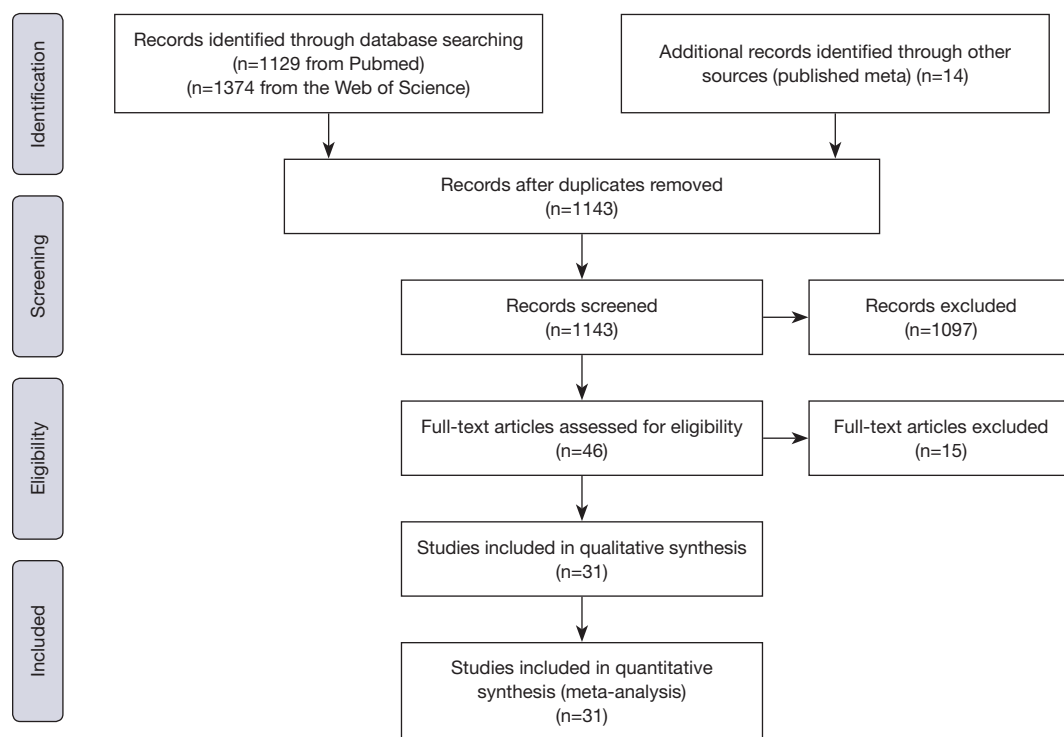 Identification
Records identified through database searching
(n=1129 from Pubmed)
(n=1374 from the Web of Science)
Additional records identified through other
sources (published meta) (n=14)
Records after duplicates removed
(n=1143)
Screening
Records screened
(n=1143)
Records excluded
(n=1097)
Eligibility
Full-text articles assessed for eligibility
(n=46)
Full-text articles excluded
(n=15)
Studies included in qualitative synthesis
(n=31)
Included
Studies included in quantitative
synthesis (meta-analysis)
(n=31)